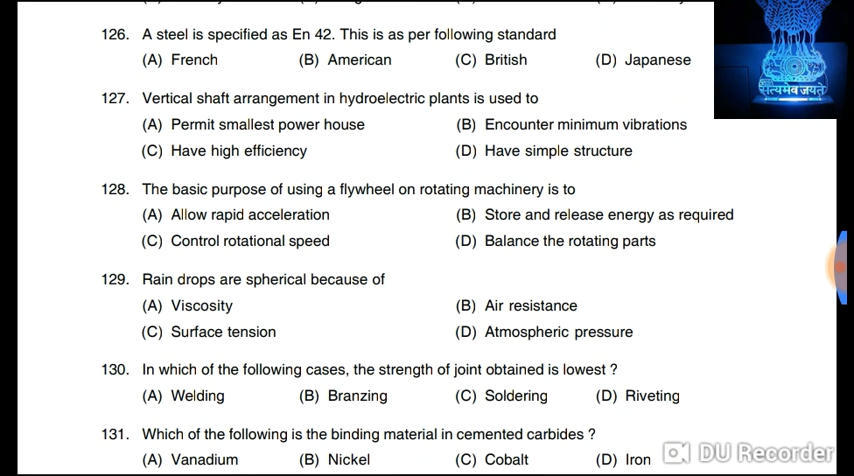 126. A steel is specified as En 42. This is as per following standard
(A) French (B) American (C) British (D) Japanese
127. Vertical shaft arrangement in hydroelectric plants is used to
(A) Permit smallest power house (B) Encounter minimum vibrations
(C) Have high efficiency (D) Have simple structure
128. The basic purpose of using a flywheel on rotating machinery is to
(A) Allow rapid acceleration (B) Store and release energy as required
(C) Control rotational speed (D) Balance the rotating parts
129. Rain drops are spherical because of
(A) Viscosity (B) Air resistance
(C) Surface tension (D) Atmospheric pressure
130. In which of the following cases, the strength of joint obtained is lowest ?
(A) Welding (B) Branzing (C) Soldering (D) Riveting
131. Which of the following is the binding material in cemented carbides ?
(A) Vanadium (B) Nickel (C) Cobalt (D) Iron
सत्यमेव जयते
DU Recorder